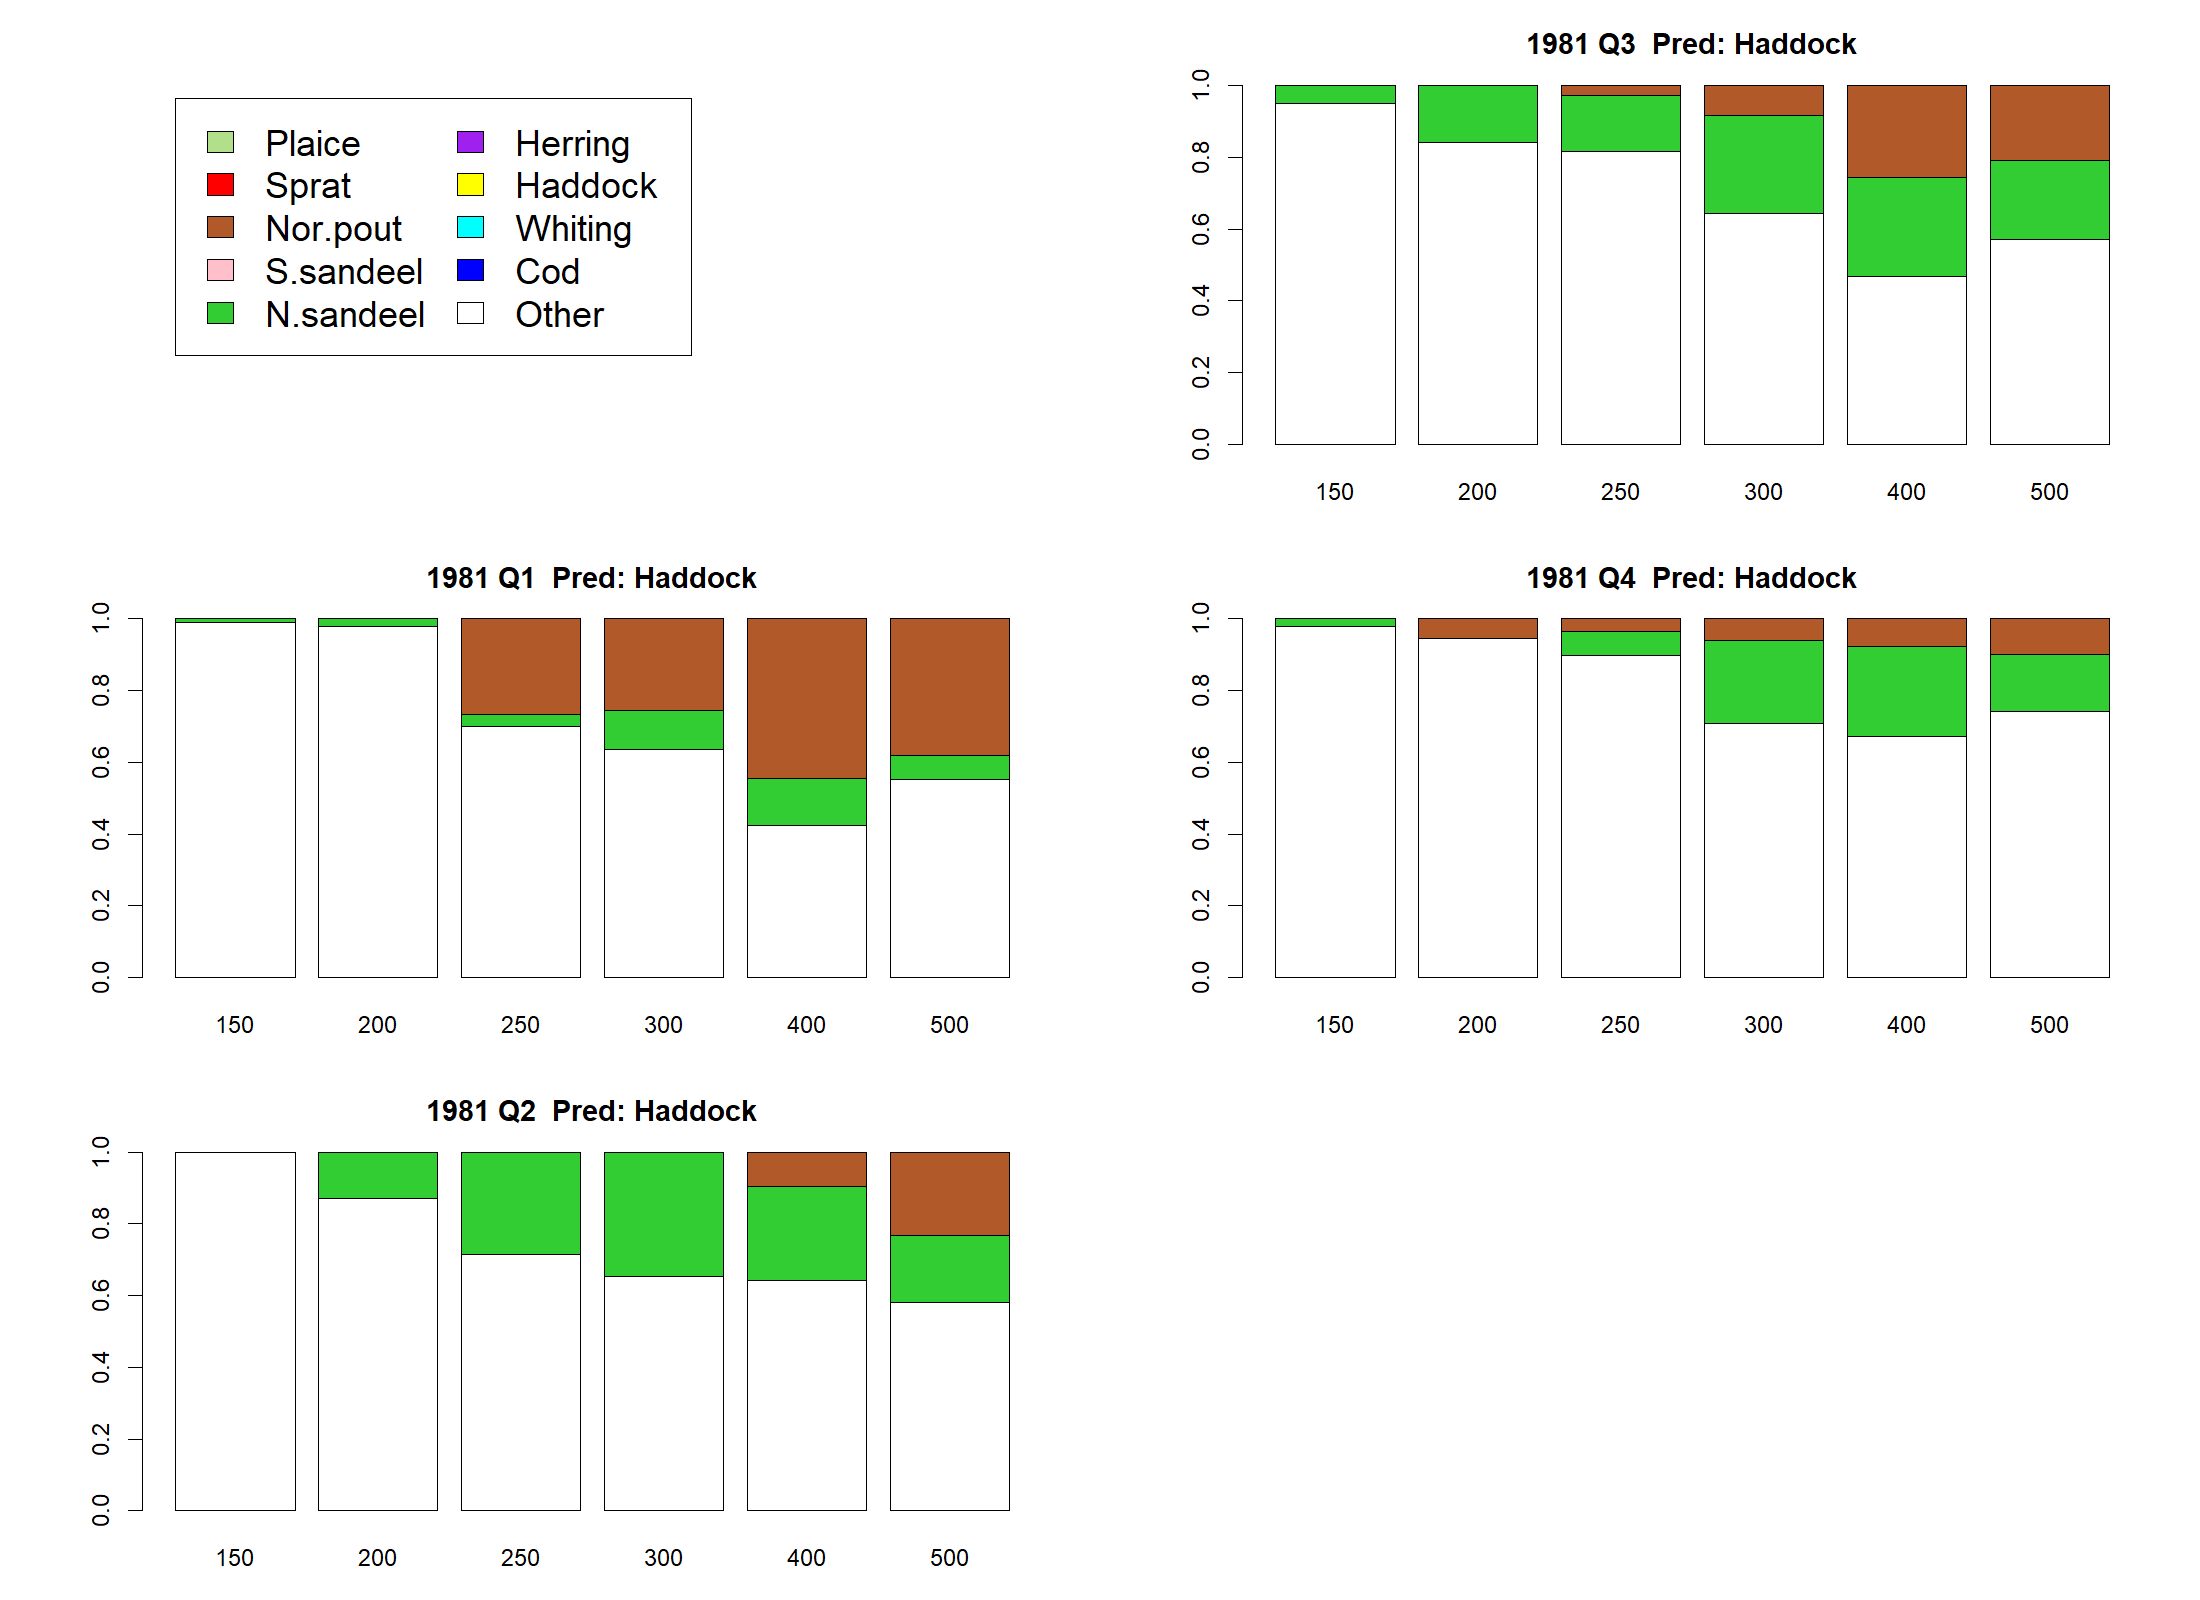 Plaice Herring
Sprat Haddock
Nor.pout Whiting
S.sandeel Cod
N.sandeel Other
1981 Q3  Pred: Haddock
1.0
0.8
0.6
0.4
0.2
0.0
150 200 250 300 400 500
1981 Q1  Pred: Haddock
1.0
0.8
0.6
0.4
0.2
0.0
150 200 250 300 400 500
1981 Q4  Pred: Haddock
1.0
0.8
0.6
0.4
0.2
0.0
150 200 250 300 400 500
1981 Q2  Pred: Haddock
1.0
0.8
0.6
0.4
0.2
0.0
150 200 250 300 400 500